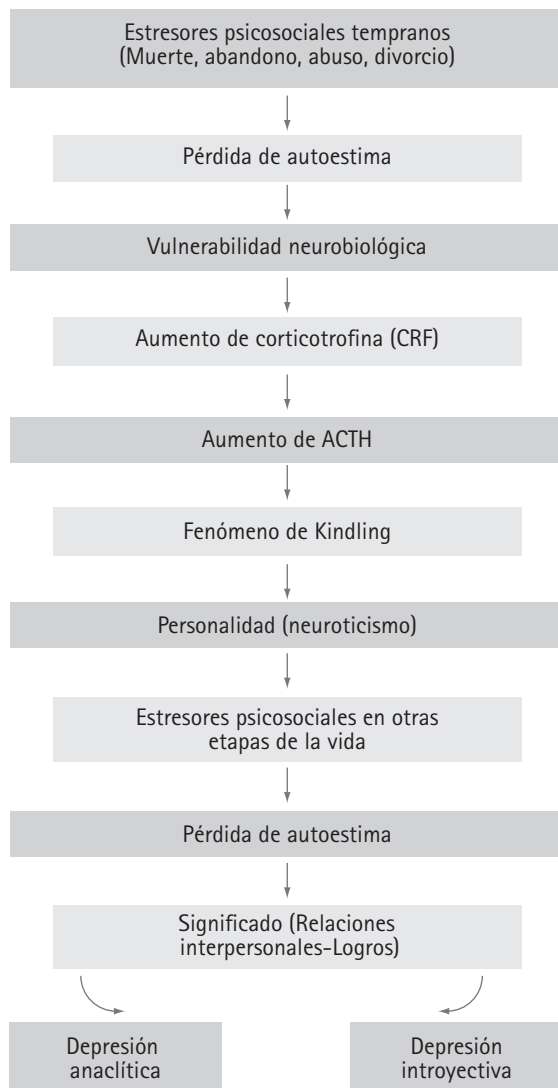 Estresores psicosociales tempranos
(Muerte, abandono, abuso, divorcio)
Pérdida de autoestima
Vulnerabilidad neurobiológica
Aumento de corticotrofina (CRF)
Aumento de ACTH
Fenómeno de Kindling
Personalidad (neuroticismo)
Estresores psicosociales en otras
etapas de la vida
Pérdida de autoestima
Significado (Relaciones
interpersonales-Logros)
Depresión
anaclítica
Depresión
introyectiva